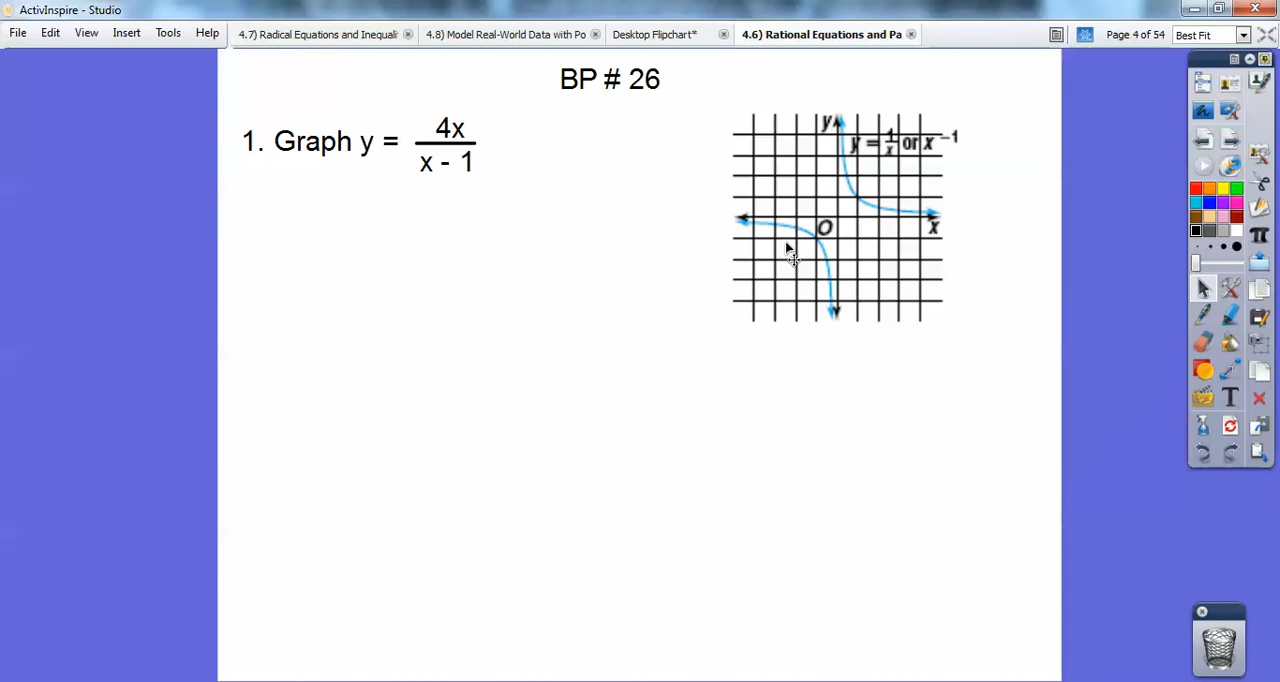 ActivInspire - Studio
File Edit View Insert Tools Help
4.7) Radical Equations and Inequali 4.8) Model Real-World Data with Po Desktop Flipchart* 4.6) Rational Equations and Pa
Page 4 of 54 Best Fit
BP # 26
1. Graph y = 4x / x - 1
y
y = 1/x or x⁻¹
O
x
T
π